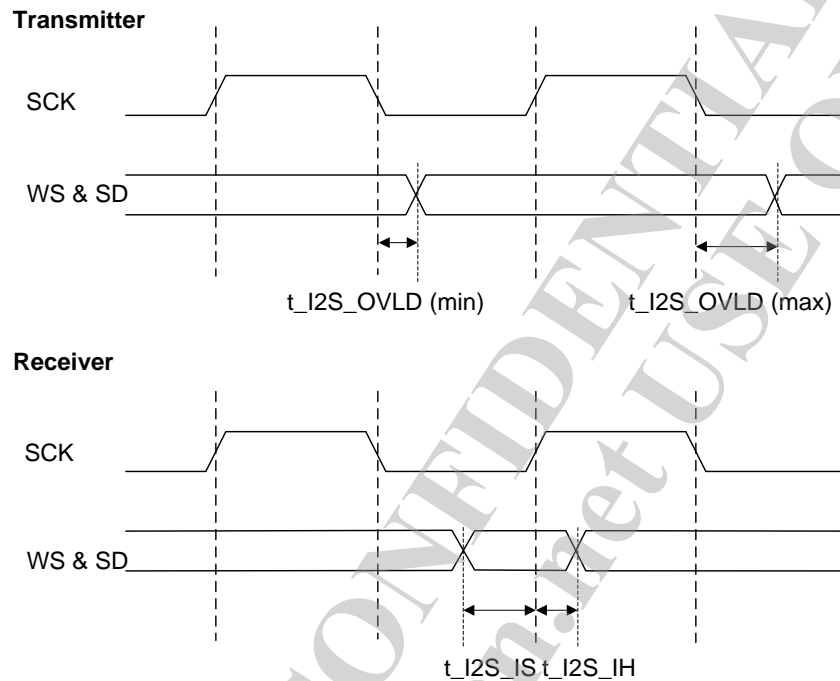 Transmitter
SCK
WS & SD
t_I2S_OVLD (min) t_I2S_OVLD (max)
Receiver
SCK
WS & SD
t_I2S_IS t_I2S_IH